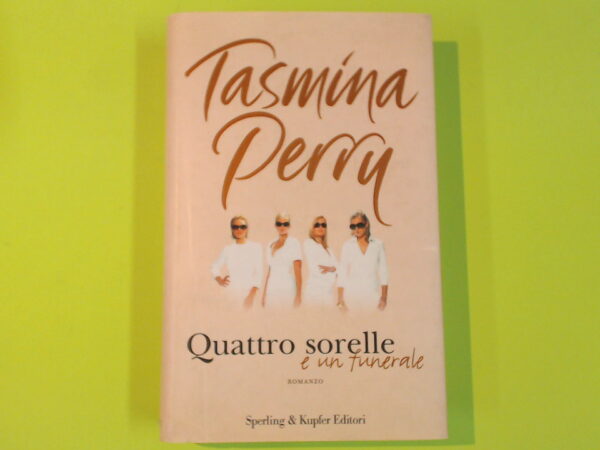 Tasmina
Perry
Quattro sorelle
e un funerale
ROMANZO
Sperling & Kupfer Editori